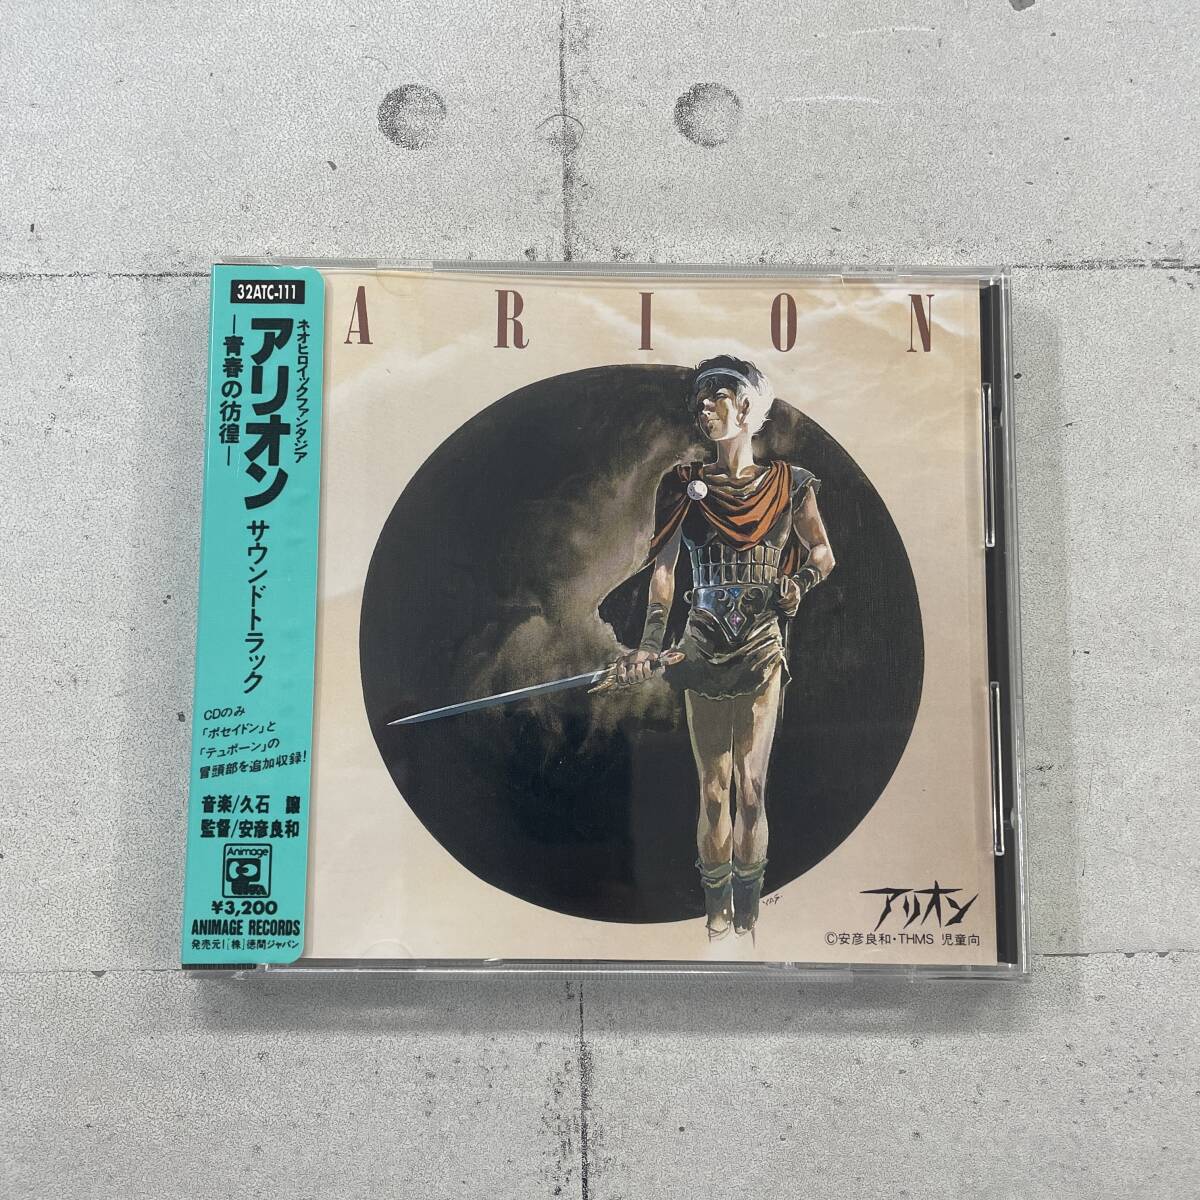 32ATC-111
ネオヒロイックファンタジア
アリオン
―青春の彷徨―
サウンドトラック
CDのみ
「ポセイドン」と
「テュポーン」の
冒頭部を追加収録!
音楽/久石 譲
監督/安彦良和
Animage
¥3,200
ANIMAGE RECORDS
発売元/[株]徳間ジャパン
ARION
アリオン
©安彦良和・THMS 児童向